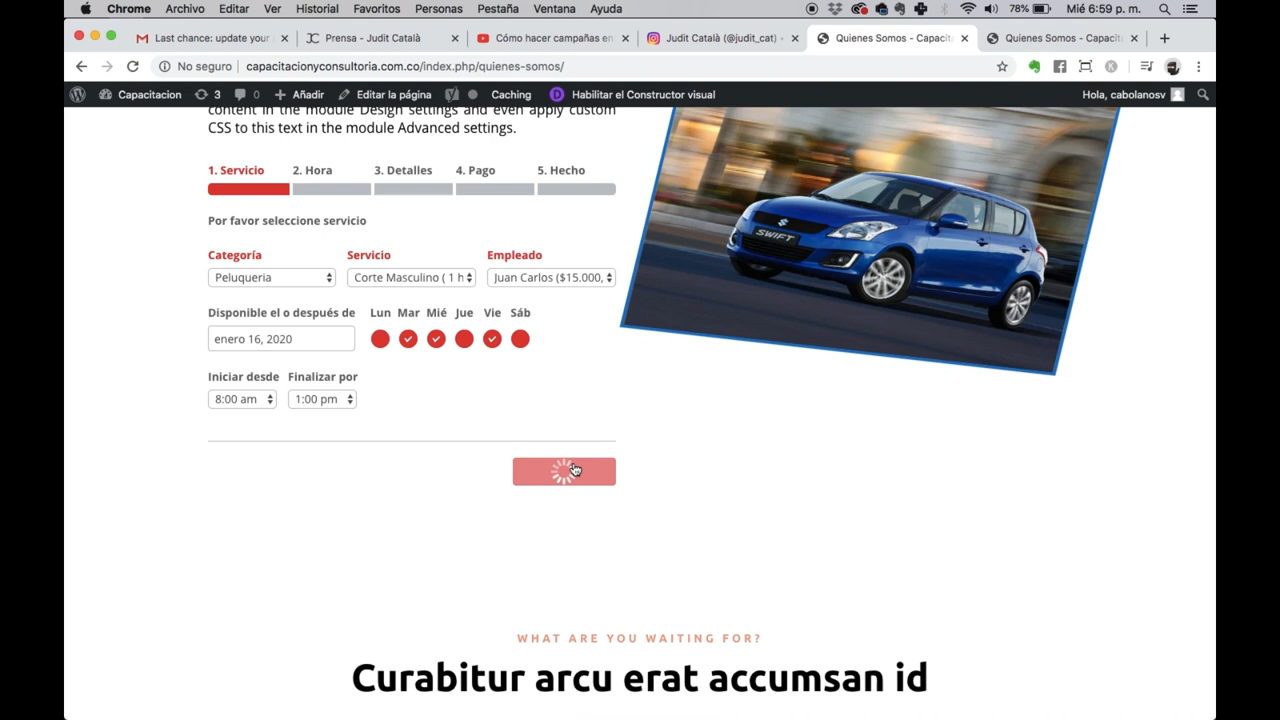 Chrome Archivo Editar Ver Historial Favoritos Personas Pestaña Ventana Ayuda 78% Mié 6:59 p. m.
Last chance: update your Prensa - Judit Català Cómo hacer campañas en Judit Català (@judit_cat) Quienes Somos - Capacit Quienes Somos - Capacit
No seguro capacitacionyconsultoria.com.co/index.php/quienes-somos/
Capacitacion 3 0 Añadir Editar la página Caching Habilitar el Constructor visual Hola, cabolanosv
content in the module Design settings and even apply custom
CSS to this text in the module Advanced settings.
1. Servicio 2. Hora 3. Detalles 4. Pago 5. Hecho
Por favor seleccione servicio
Categoría Servicio Empleado
Peluqueria Corte Masculino ( 1 h Juan Carlos ($15.000,
Disponible el o después de Lun Mar Mié Jue Vie Sáb
enero 16, 2020
Iniciar desde Finalizar por
8:00 am 1:00 pm
SWIFT
WHAT ARE YOU WAITING FOR?
Curabitur arcu erat accumsan id